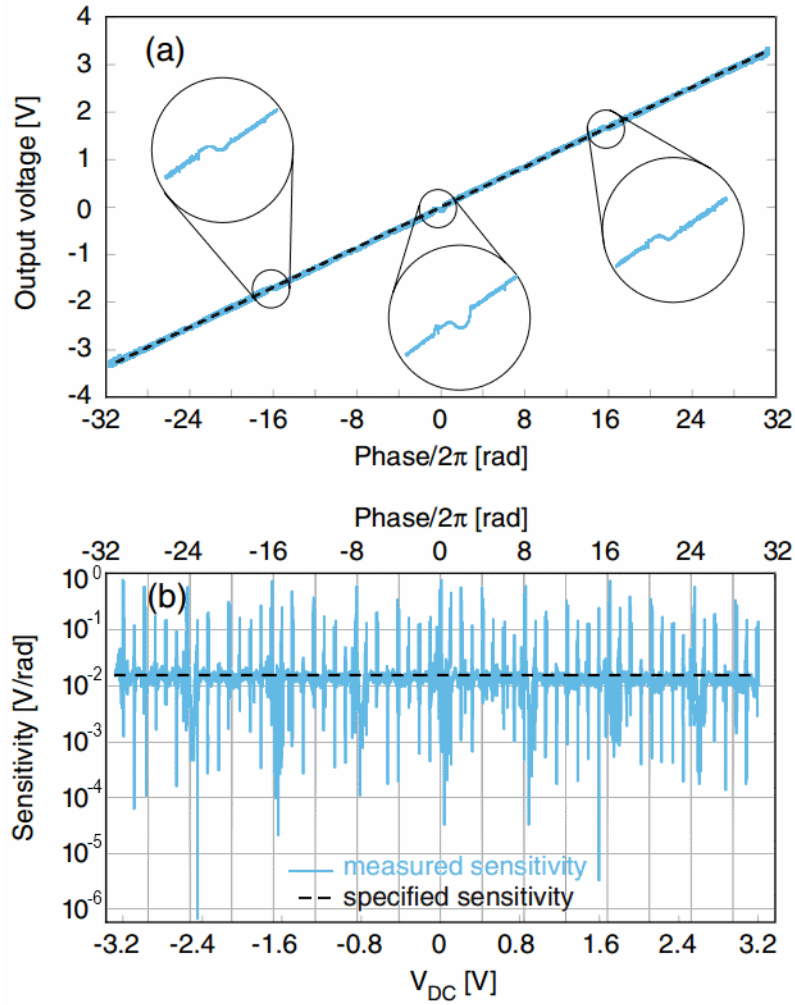 (a)
Output voltage [V]
4
3
2
1
0
-1
-2
-3
-4
-32 -24 -16 -8 0 8 16 24 32
Phase/2π [rad]
Phase/2π [rad]
-32 -24 -16 -8 0 8 16 24 32
(b)
Sensitivity [V/rad]
10⁰
10⁻¹
10⁻²
10⁻³
10⁻⁴
10⁻⁵
10⁻⁶
measured sensitivity
specified sensitivity
-3.2 -2.4 -1.6 -0.8 0 0.8 1.6 2.4 3.2
V_DC [V]